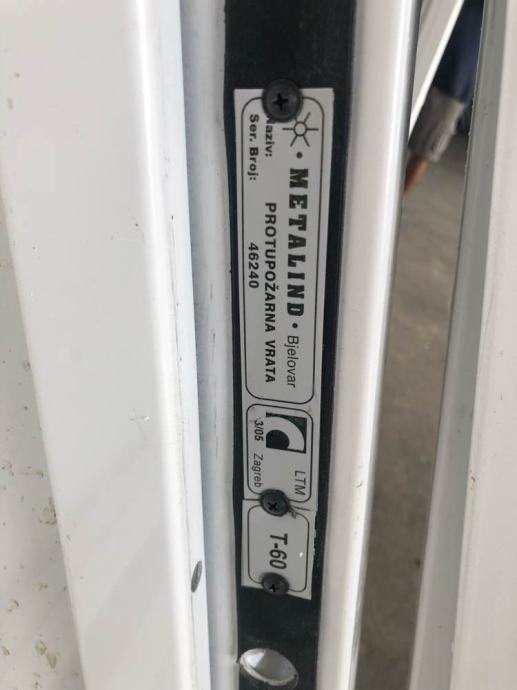 • METALIND • Bjelovar
Naziv: PROTUPOŽARNA VRATA
Ser. Broj: 46240
LTM
3/05 Zagreb
T-60